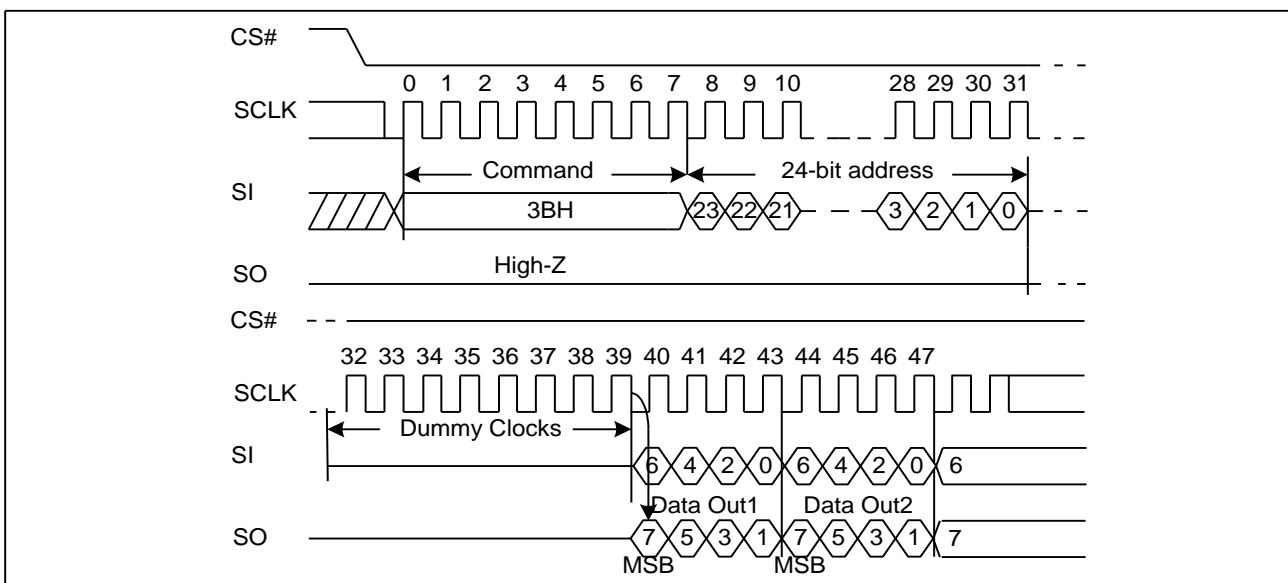 CS#
0 1 2 3 4 5 6 7 8 9 10 28 29 30 31
SCLK
Command 24-bit address
SI
3BH 23 22 21 3 2 1 0
High-Z
SO
CS#
32 33 34 35 36 37 38 39 40 41 42 43 44 45 46 47
SCLK
Dummy Clocks
SI
6 4 2 0 6 4 2 0 6
Data Out1 Data Out2
SO
7 5 3 1 7 5 3 1 7
MSB MSB